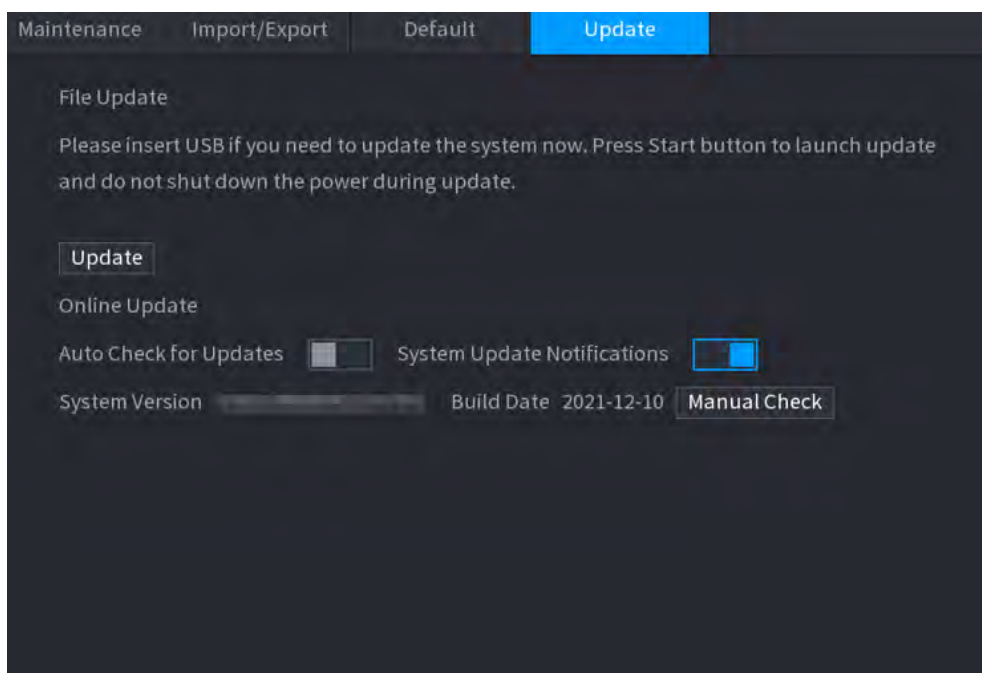 Maintenance Import/Export Default Update
File Update
Please insert USB if you need to update the system now. Press Start button to launch update
and do not shut down the power during update.
Update
Online Update
Auto Check for Updates System Update Notifications
System Version Build Date 2021-12-10 Manual Check